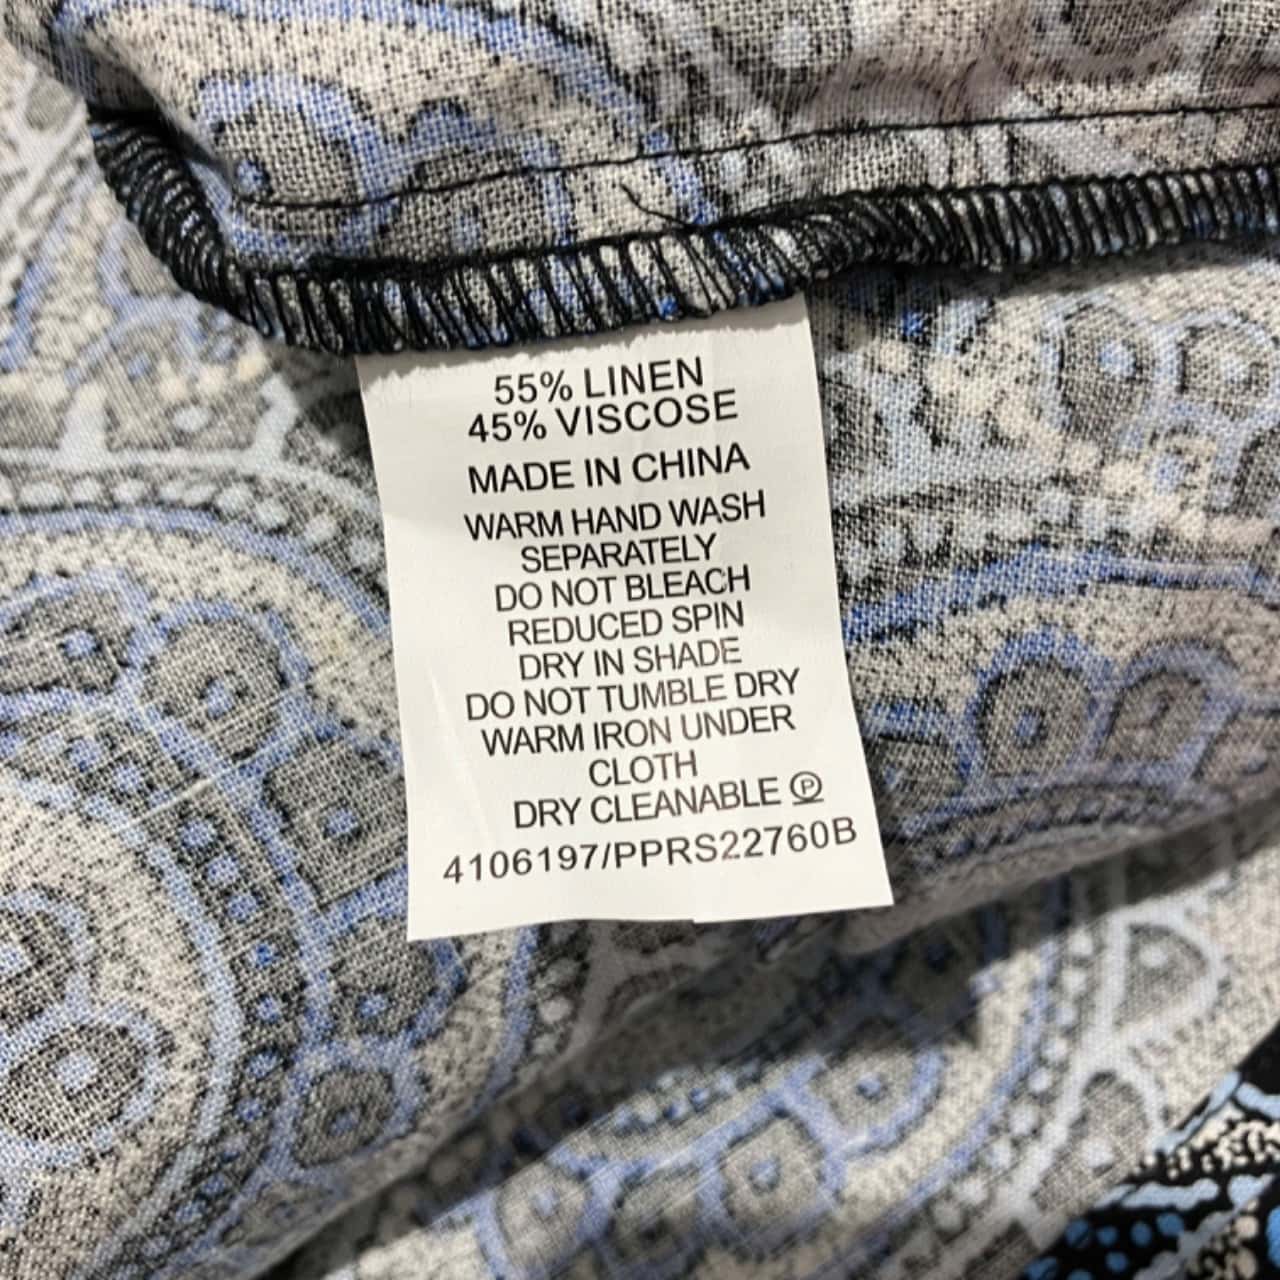 55% LINEN
45% VISCOSE
MADE IN CHINA
WARM HAND WASH
SEPARATELY
DO NOT BLEACH
REDUCED SPIN
DRY IN SHADE
DO NOT TUMBLE DRY
WARM IRON UNDER
CLOTH
DRY CLEANABLE Ⓟ
4106197/PPRS22760B